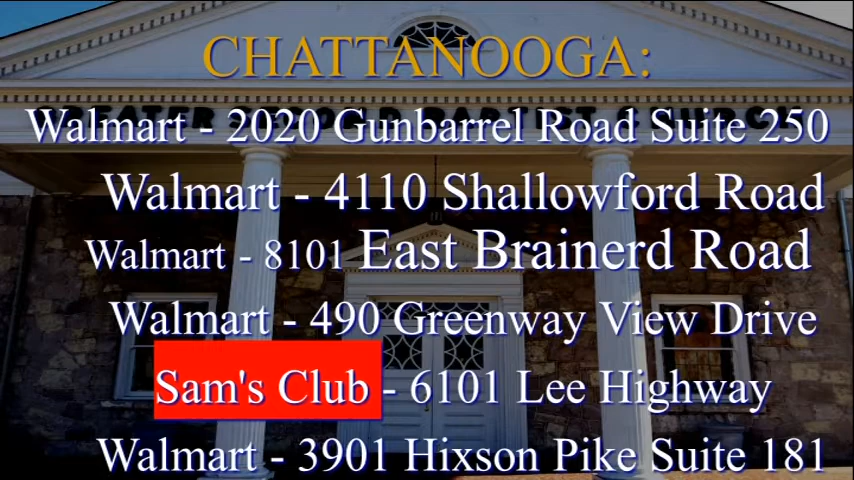 CHATTANOOGA:
Walmart - 2020 Gunbarrel Road Suite 250
Walmart - 4110 Shallowford Road
Walmart - 8101 East Brainerd Road
Walmart - 490 Greenway View Drive
Sam's Club - 6101 Lee Highway
Walmart - 3901 Hixson Pike Suite 181